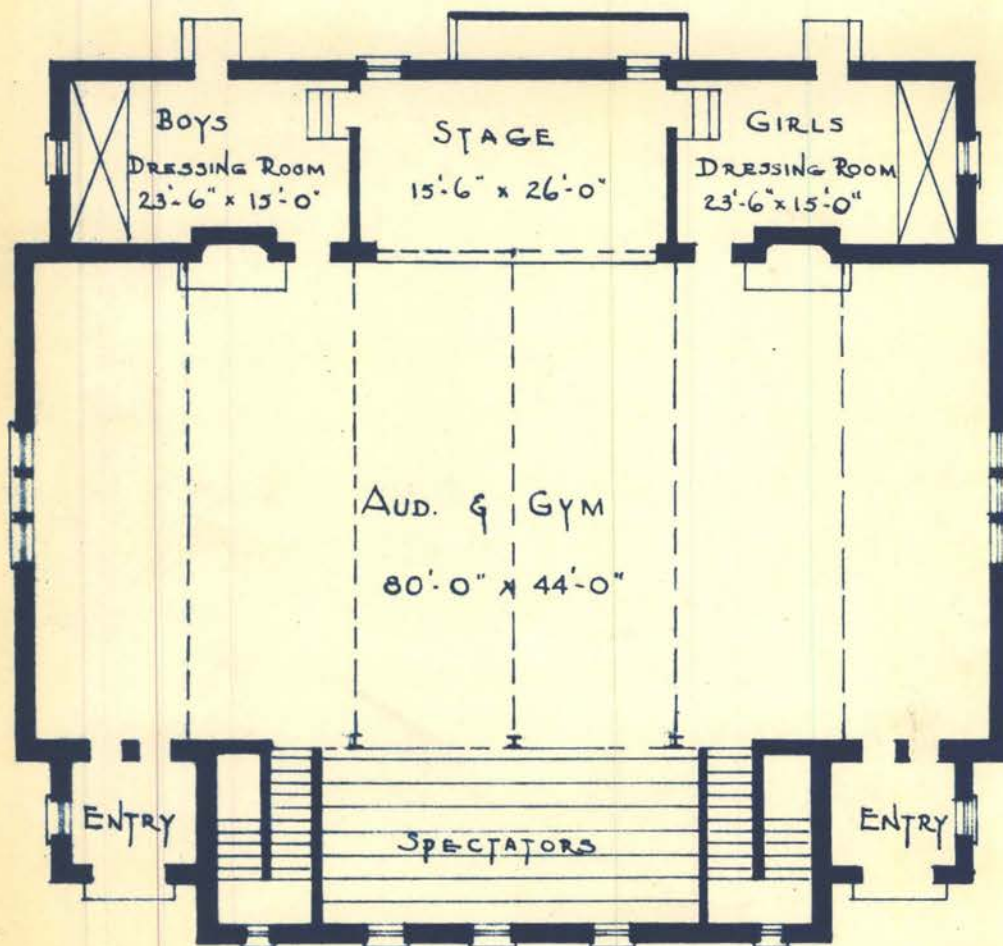 BOYS
DRESSING ROOM
23'-6" x 15'-0"
STAGE
15'-6" x 26'-0"
GIRLS
DRESSING ROOM
23'-6" x 15'-0"
AUD. & GYM
80'-0" x 44'-0"
ENTRY
SPECTATORS
ENTRY